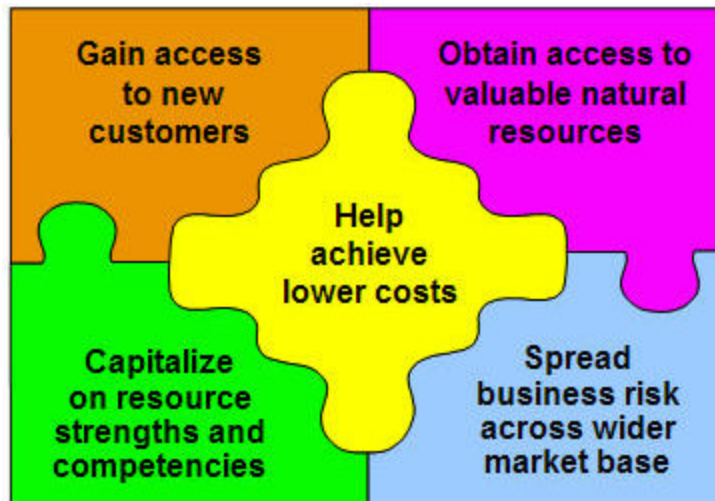 Gain access
to new
customers
Obtain access to
valuable natural
resources
Help
achieve
lower costs
Capitalize
on resource
strengths and
competencies
Spread
business risk
across wider
market base